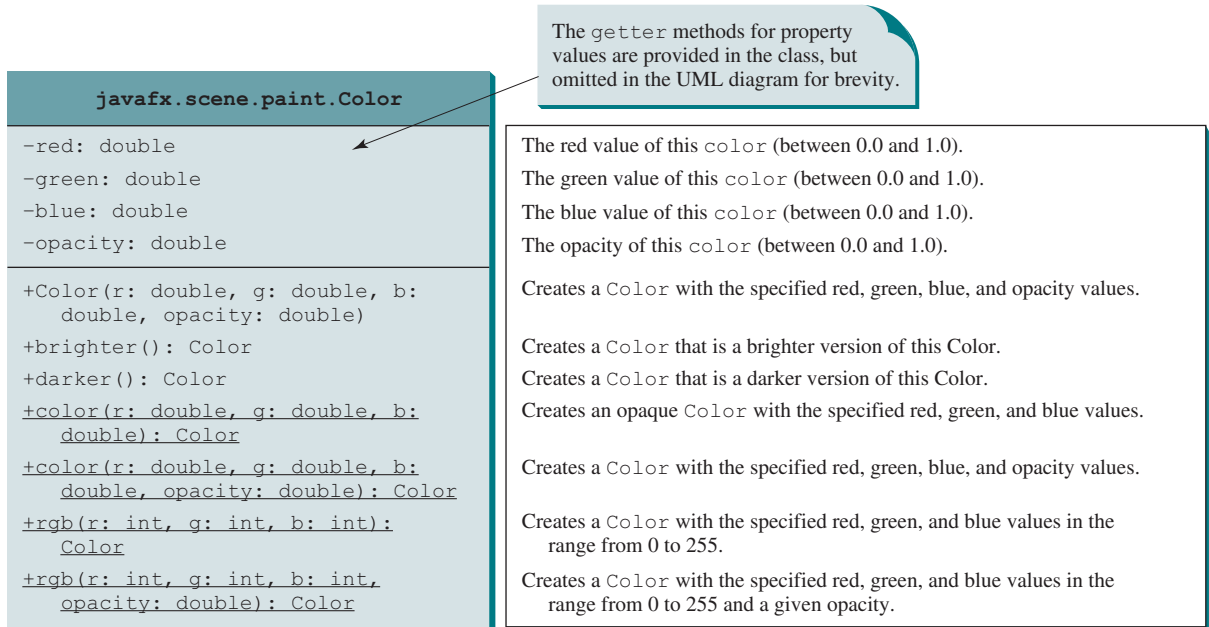 The getter methods for property
values are provided in the class, but
omitted in the UML diagram for brevity.
javafx.scene.paint.Color
-red: double
The red value of this color (between 0.0 and 1.0).
-green: double
The green value of this color (between 0.0 and 1.0).
-blue: double
The blue value of this color (between 0.0 and 1.0).
-opacity: double
The opacity of this color (between 0.0 and 1.0).
+Color(r: double, g: double, b:
double, opacity: double)
Creates a Color with the specified red, green, blue, and opacity values.
+brighter(): Color
Creates a Color that is a brighter version of this Color.
+darker(): Color
Creates a Color that is a darker version of this Color.
+color(r: double, g: double, b:
double): Color
Creates an opaque Color with the specified red, green, and blue values.
+color(r: double, g: double, b:
double, opacity: double): Color
Creates a Color with the specified red, green, blue, and opacity values.
+rgb(r: int, g: int, b: int):
Color
Creates a Color with the specified red, green, and blue values in the
range from 0 to 255.
+rgb(r: int, g: int, b: int,
opacity: double): Color
Creates a Color with the specified red, green, and blue values in the
range from 0 to 255 and a given opacity.